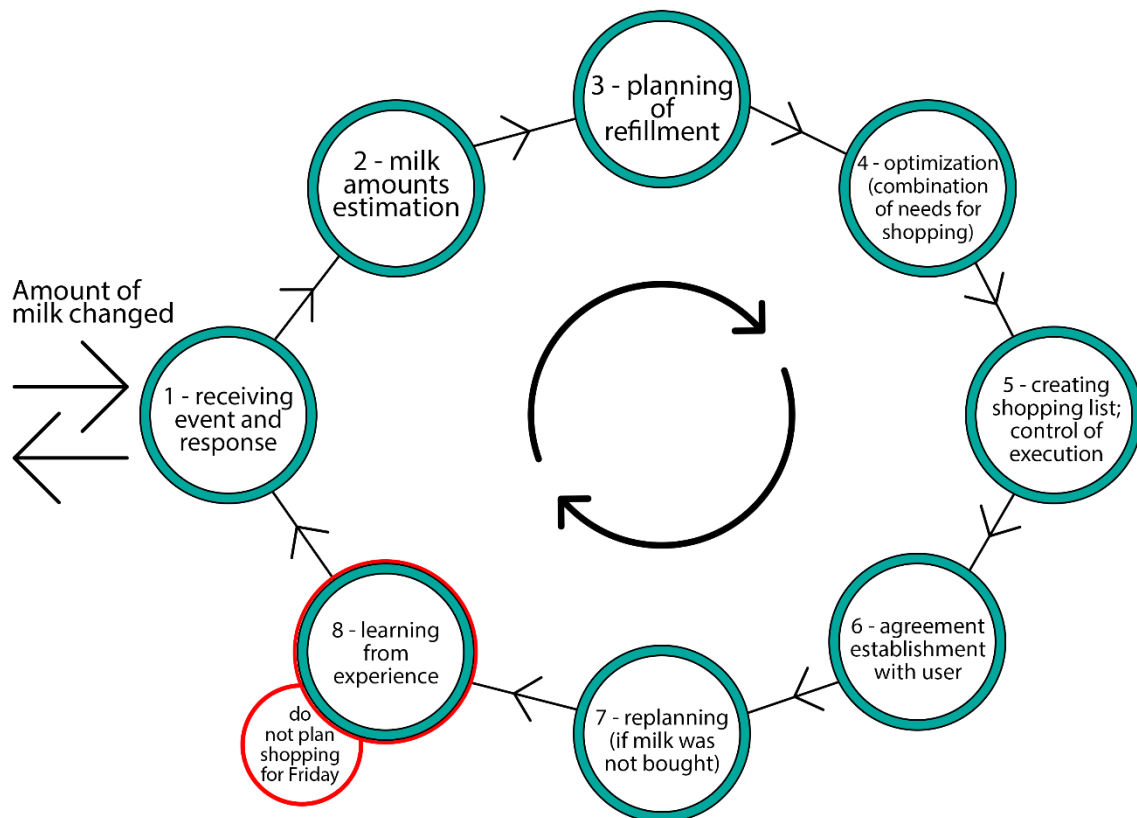 Amount of
milk changed
1 - receiving
event and
response
2 - milk
amounts
estimation
3 - planning
of
refillment
4 - optimization
(combination
of needs for
shopping)
5 - creating
shopping list;
control of
execution
6 - agreement
establishment
with user
7 - replanning
(if milk was
not bought)
8 - learning
from
experience
do
not plan
shopping
for Friday